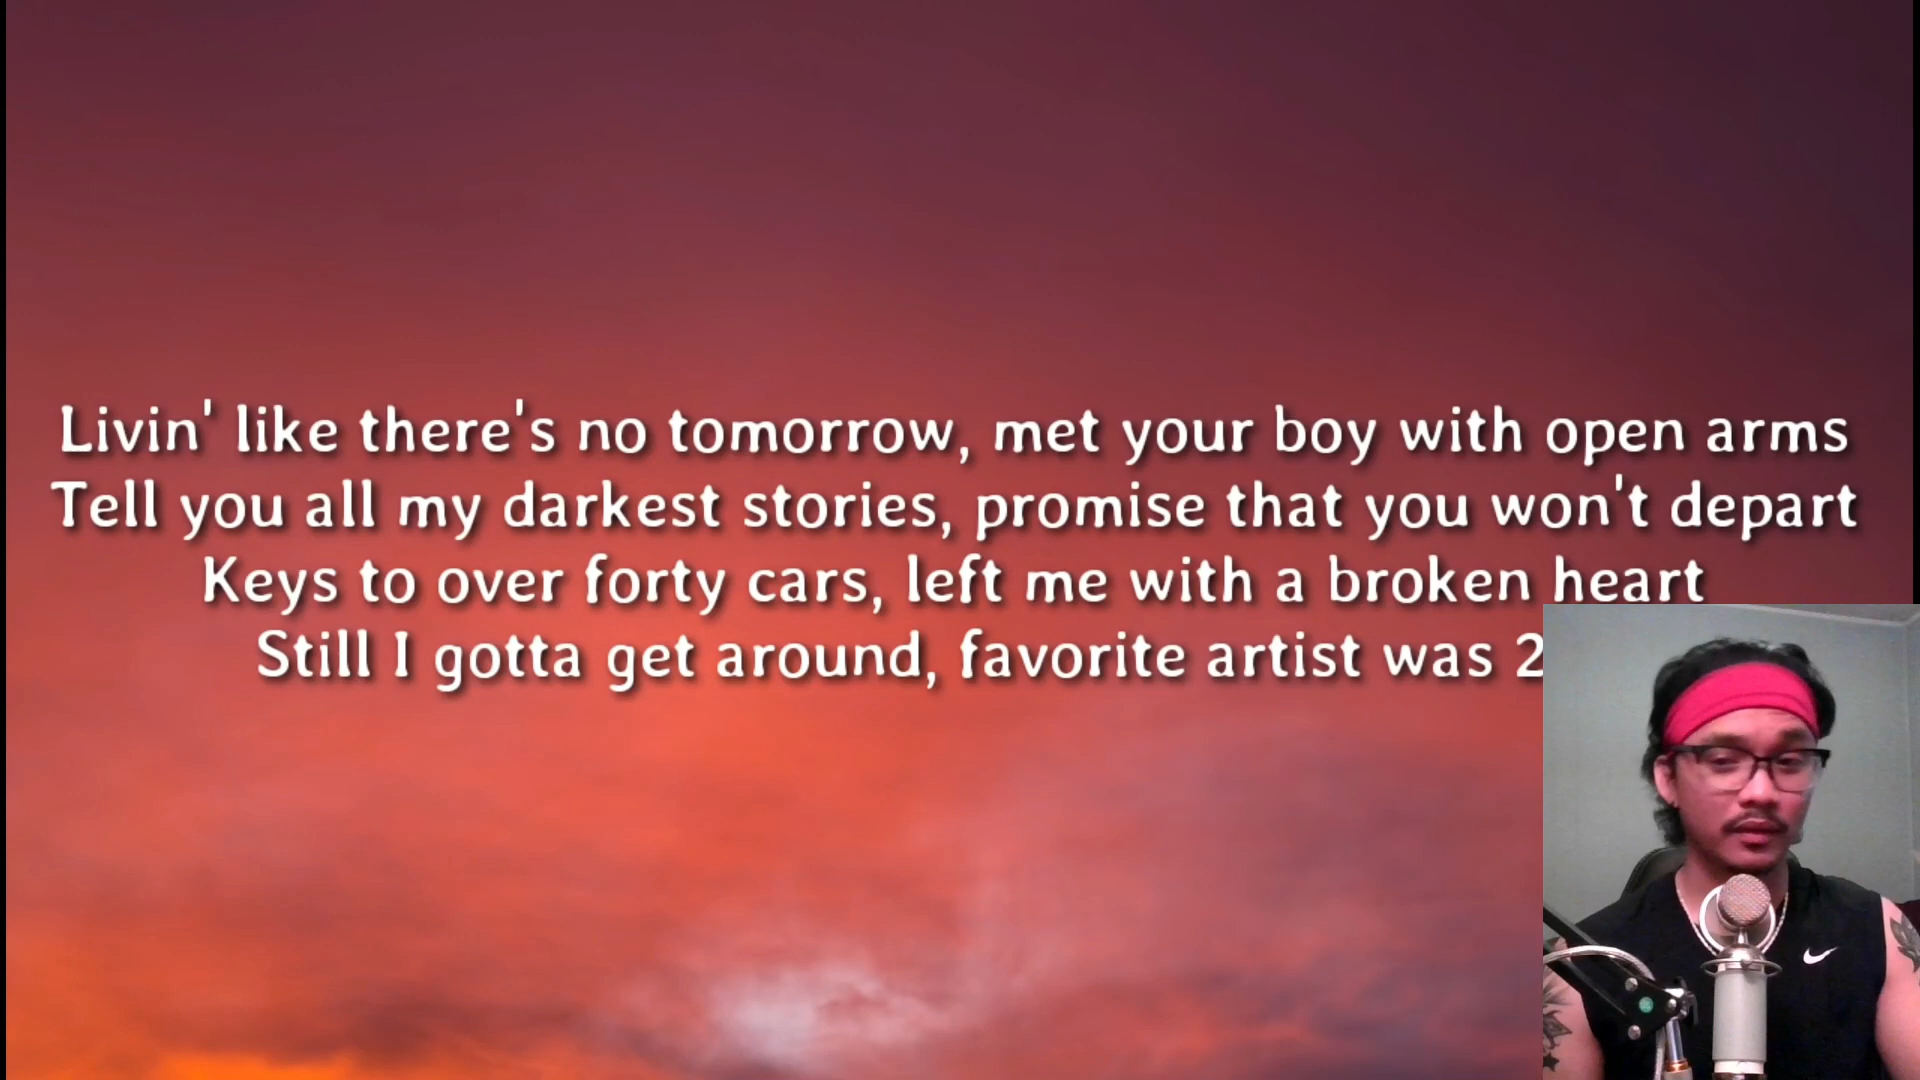 Livin' like there's no tomorrow, met your boy with open arms
Tell you all my darkest stories, promise that you won't depart
Keys to over forty cars, left me with a broken heart
Still I gotta get around, favorite artist was 2